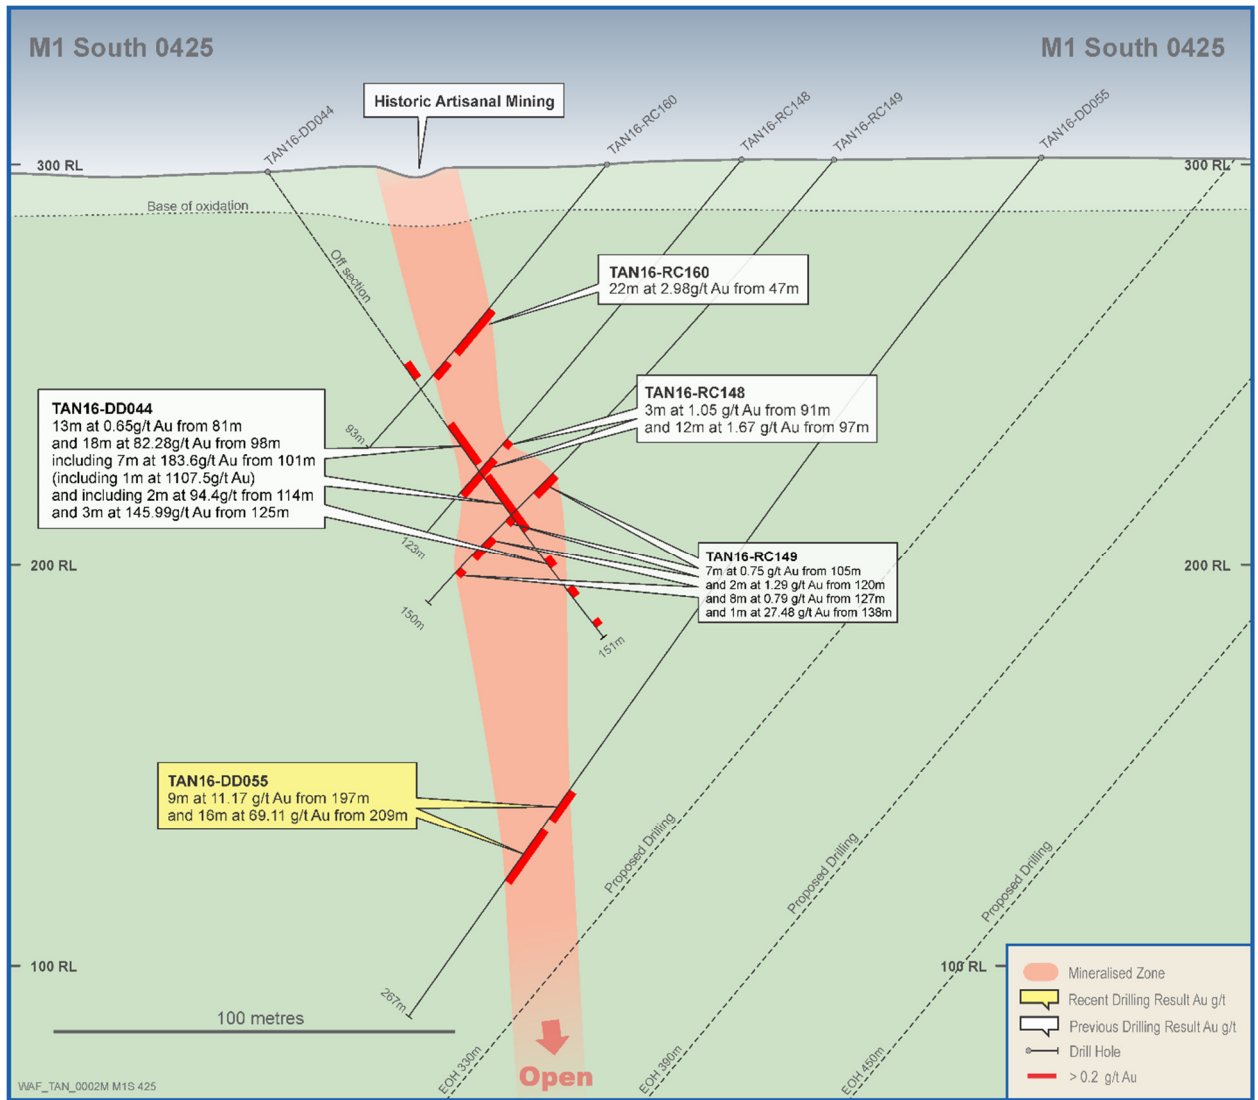 M1 South 0425
M1 South 0425
Historic Artisanal Mining
TAN16-DD044
TAN16-RC160
TAN16-RC148
TAN16-RC149
TAN16-DD055
300 RL
300 RL
Base of oxidation
Off section
TAN16-RC160
22m at 2.98g/t Au from 47m
TAN16-RC148
3m at 1.05 g/t Au from 91m
and 12m at 1.67 g/t Au from 97m
TAN16-DD044
13m at 0.65g/t Au from 81m
and 18m at 82.28g/t Au from 98m
including 7m at 183.6g/t Au from 101m
(including 1m at 1107.5g/t Au)
and including 2m at 94.4g/t from 114m
and 3m at 145.99g/t Au from 125m
93m
123m
150m
151m
200 RL
200 RL
TAN16-RC149
7m at 0.75 g/t Au from 105m
and 2m at 1.29 g/t Au from 120m
and 8m at 0.79 g/t Au from 127m
and 1m at 27.48 g/t Au from 138m
TAN16-DD055
9m at 11.17 g/t Au from 197m
and 16m at 69.11 g/t Au from 209m
Proposed Drilling
Proposed Drilling
Proposed Drilling
100 RL
100 RL
267m
100 metres
Open
EOH 330m
EOH 390m
EOH 450m
Mineralised Zone
Recent Drilling Result Au g/t
Previous Drilling Result Au g/t
Drill Hole
> 0.2 g/t Au
WAF_TAN_0002M M1S 425